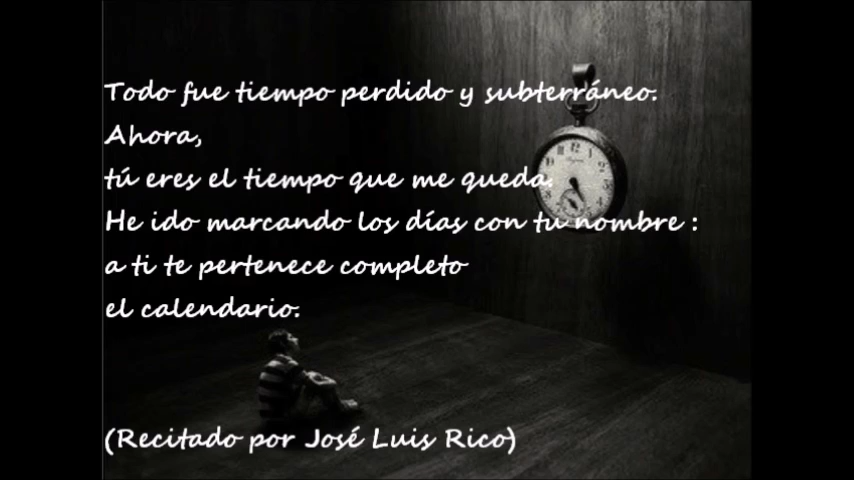 Todo fue tiempo perdido y subterráneo.
Ahora,
tú eres el tiempo que me queda.
He ido marcando los días con tu nombre :
a ti te pertenece completo
el calendario.
(Recitado por José Luis Rico)